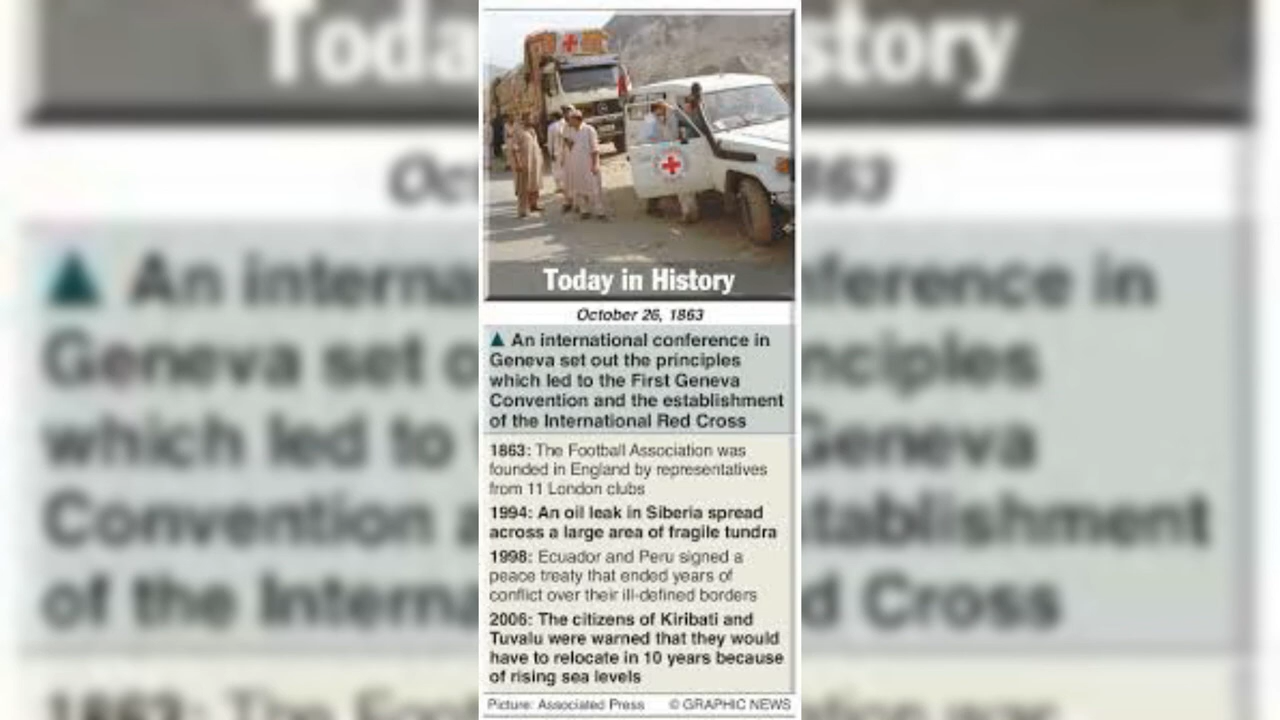 Today in History
October 26, 1863
▲ An international conference in
Geneva set out the principles
which led to the First Geneva
Convention and the establishment
of the International Red Cross
1863: The Football Association was
founded in England by representatives
from 11 London clubs
1994: An oil leak in Siberia spread
across a large area of fragile tundra
1998: Ecuador and Peru signed a
peace treaty that ended years of
conflict over their ill-defined borders
2006: The citizens of Kiribati and
Tuvalu were warned that they would
have to relocate in 10 years because
of rising sea levels
Picture: Associated Press © GRAPHIC NEWS